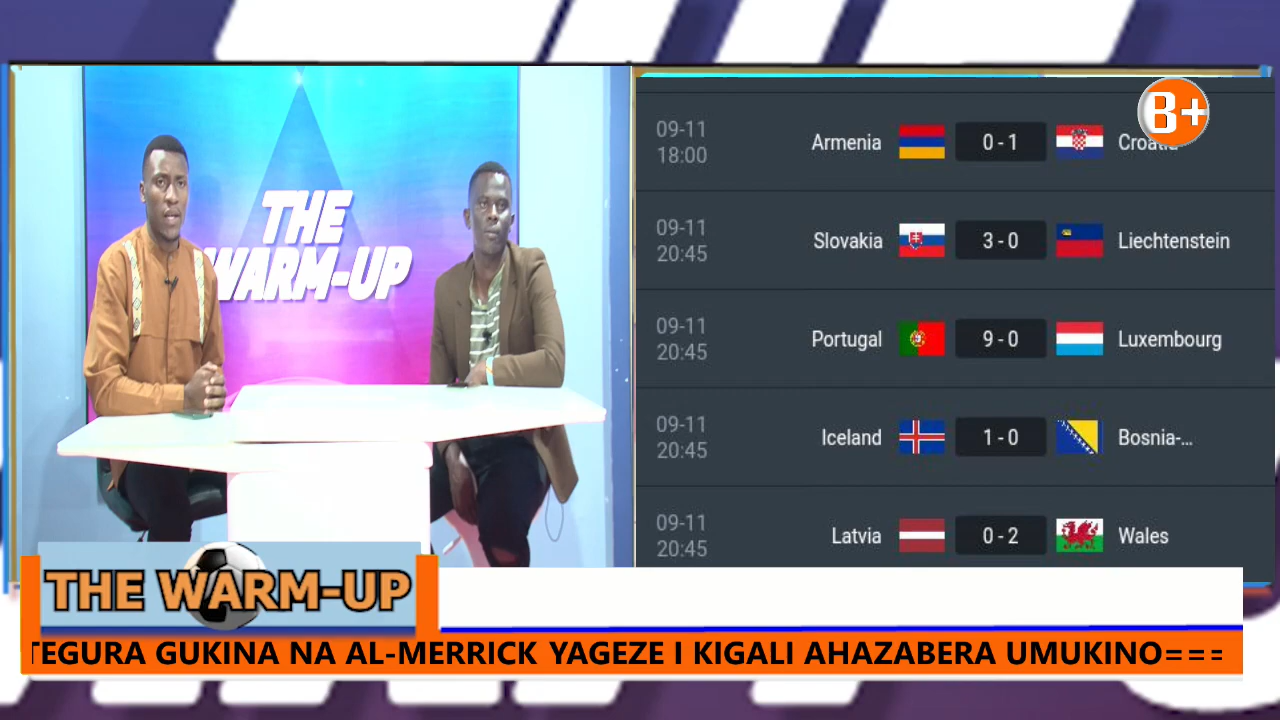 THE
WARM-UP
B+
09-11
18:00
Armenia 0 - 1
09-11
20:45
Slovakia 3 - 0 Liechtenstein
09-11
20:45
Portugal 9 - 0 Luxembourg
09-11
20:45
Iceland 1 - 0 Bosnia-...
09-11
20:45
Latvia 0 - 2 Wales
THE WARM-UP
TEGURA GUKINA NA AL-MERRICK YAGEZE I KIGALI AHAZABERA UMUKINO===